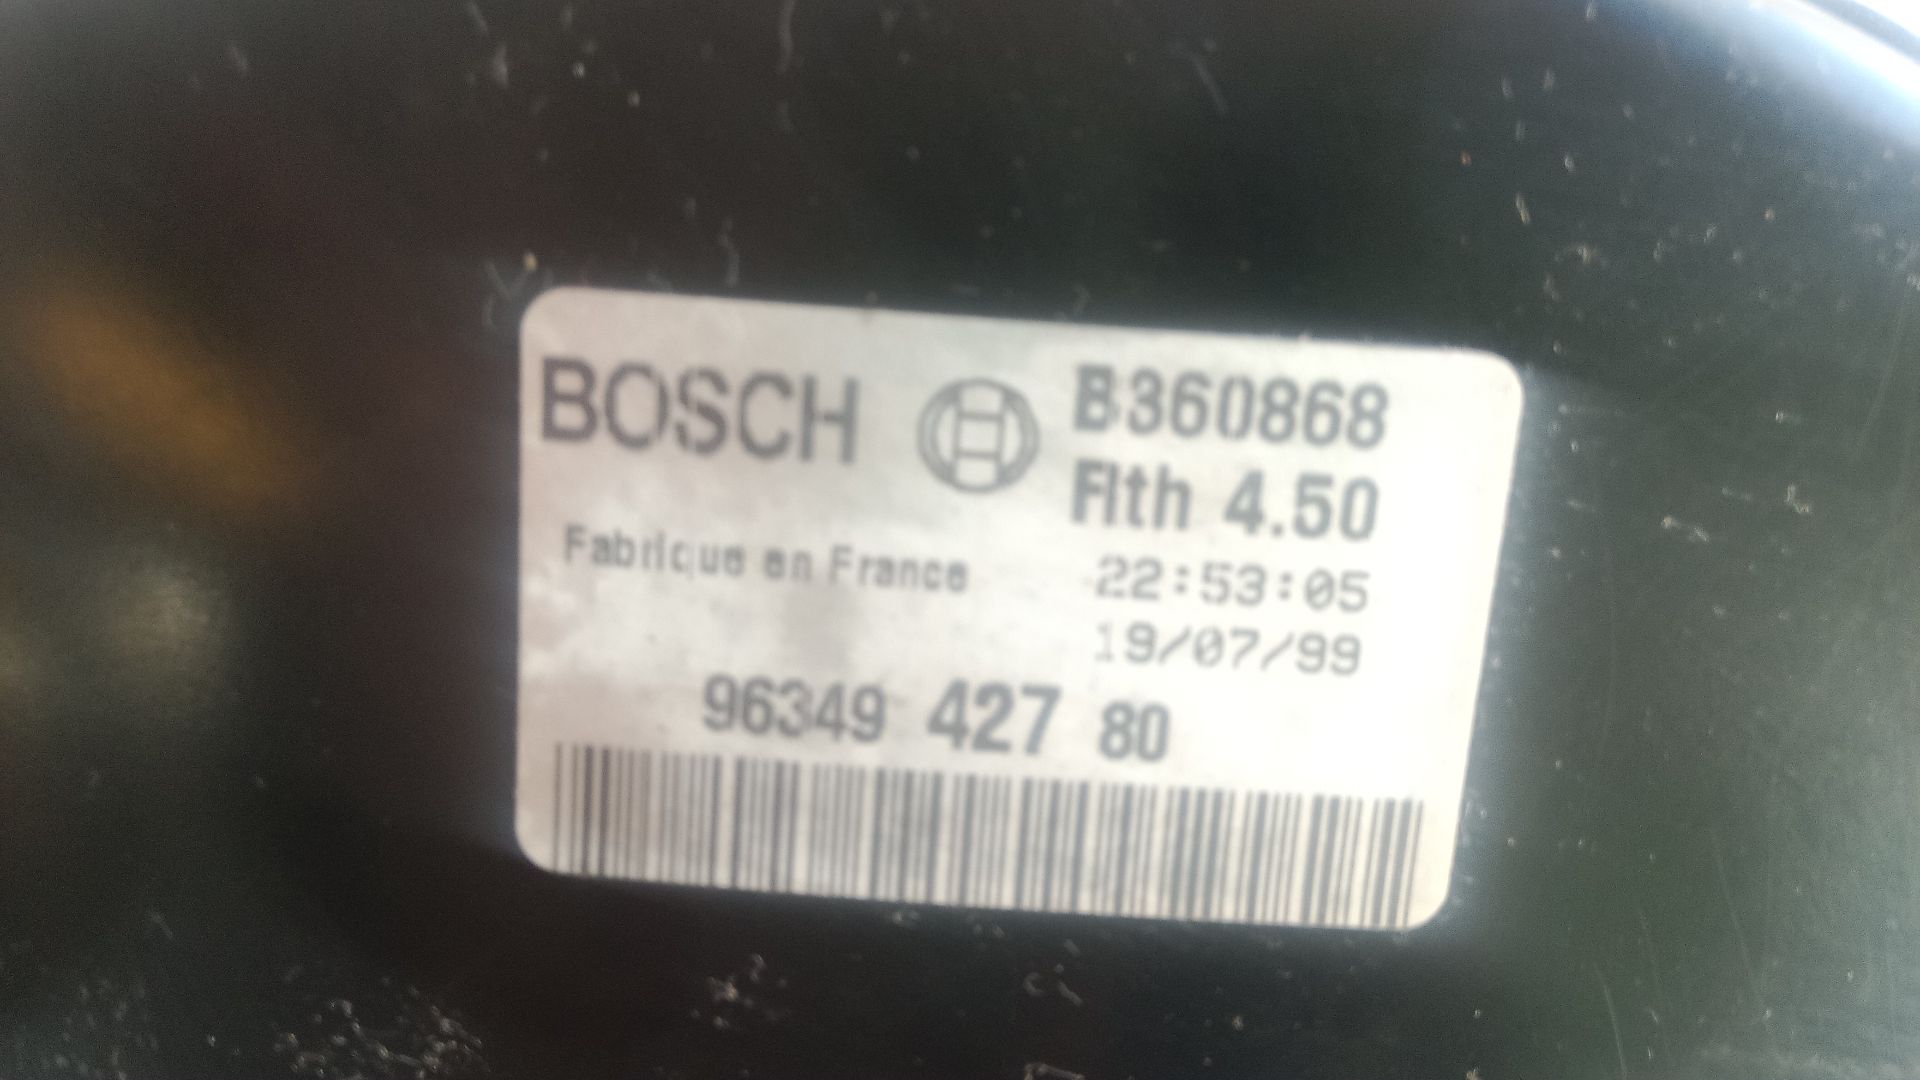 BOSCH
B360868
Flth 4.50
Fabrique en France
22:53:05
19/07/99
96349 427 80